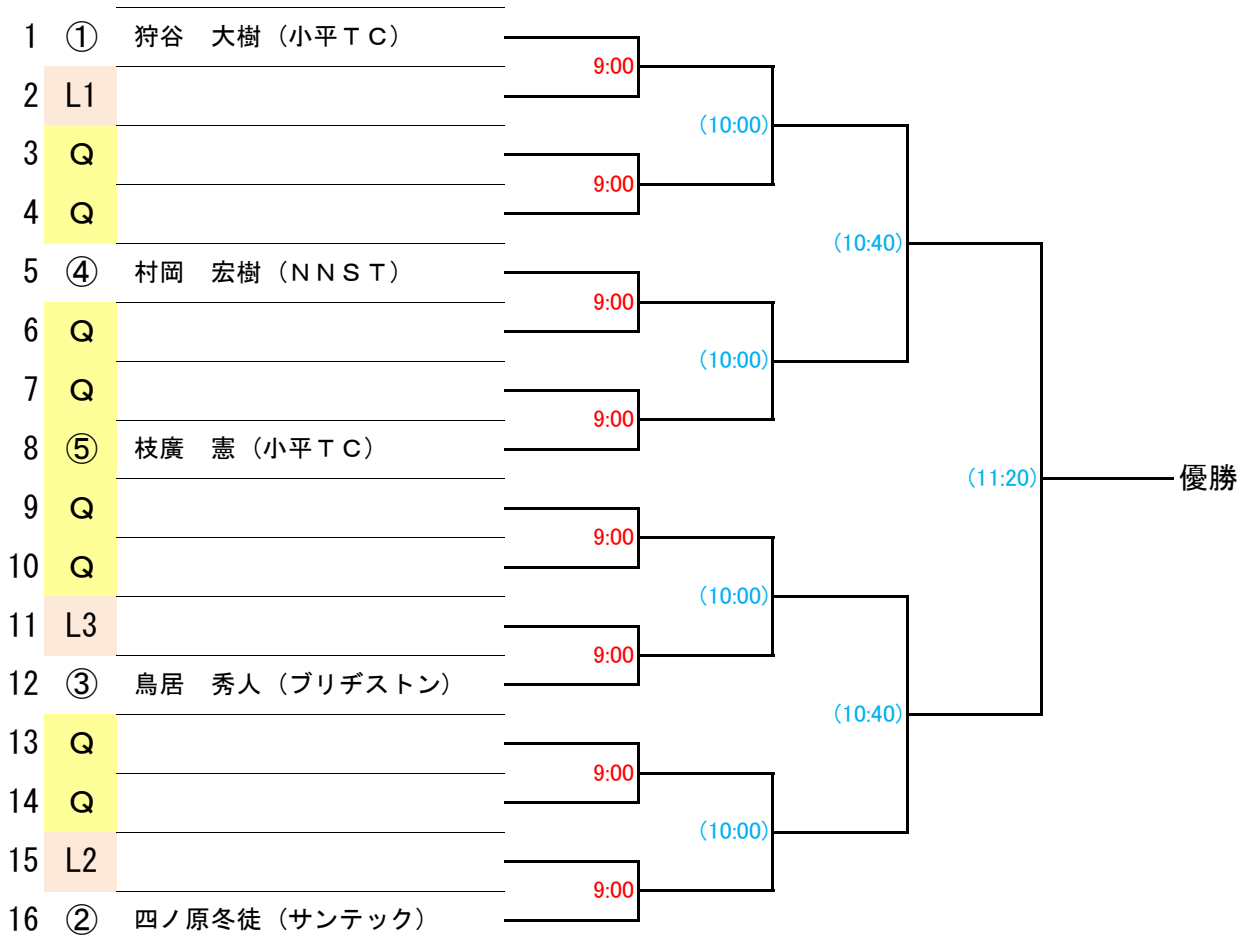 1 ① 狩谷　大樹（小平ＴＣ）
9:00
2 L1
(10:00)
3 Q
9:00
4 Q
(10:40)
5 ④ 村岡　宏樹（ＮＮＳＴ）
9:00
6 Q
(10:00)
7 Q
9:00
8 ⑤ 枝廣　憲（小平ＴＣ）
(11:20) 優勝
9 Q
9:00
10 Q
(10:00)
11 L3
9:00
12 ③ 鳥居　秀人（ブリヂストン）
(10:40)
13 Q
9:00
14 Q
(10:00)
15 L2
9:00
16 ② 四ノ原冬徒（サンテック）